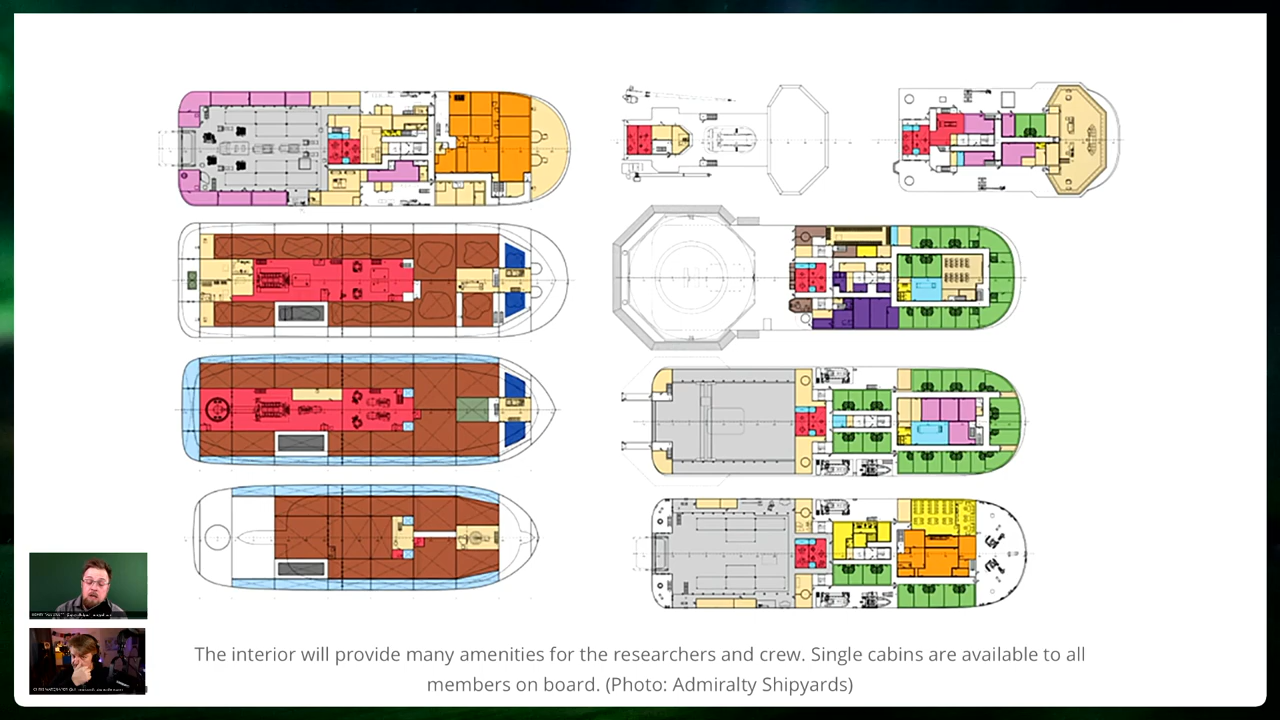 The interior will provide many amenities for the researchers and crew. Single cabins are available to all
members on board. (Photo: Admiralty Shipyards)